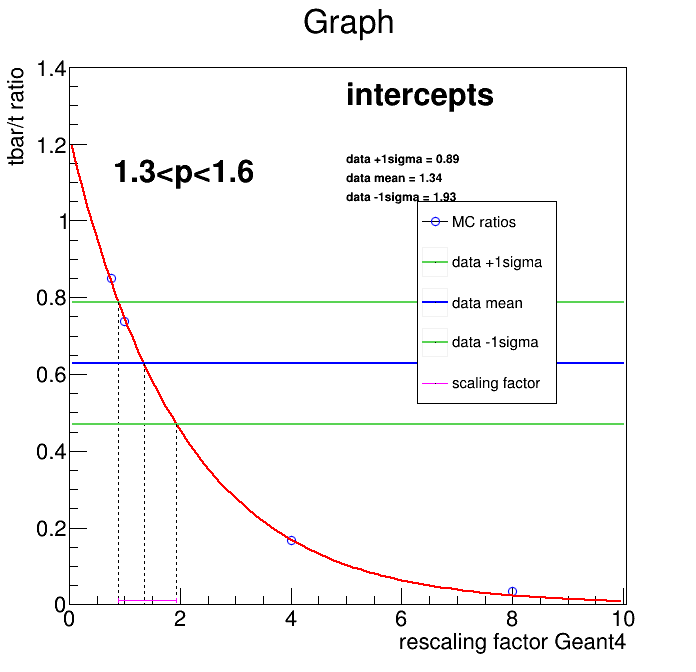 Graph
tbar/t ratio
1.4
1.2
1
0.8
0.6
0.4
0.2
0
intercepts
1.3<p<1.6
data +1sigma = 0.89
data mean = 1.34
data -1sigma = 1.93
MC ratios
data +1sigma
data mean
data -1sigma
scaling factor
0 2 4 6 8 10
rescaling factor Geant4